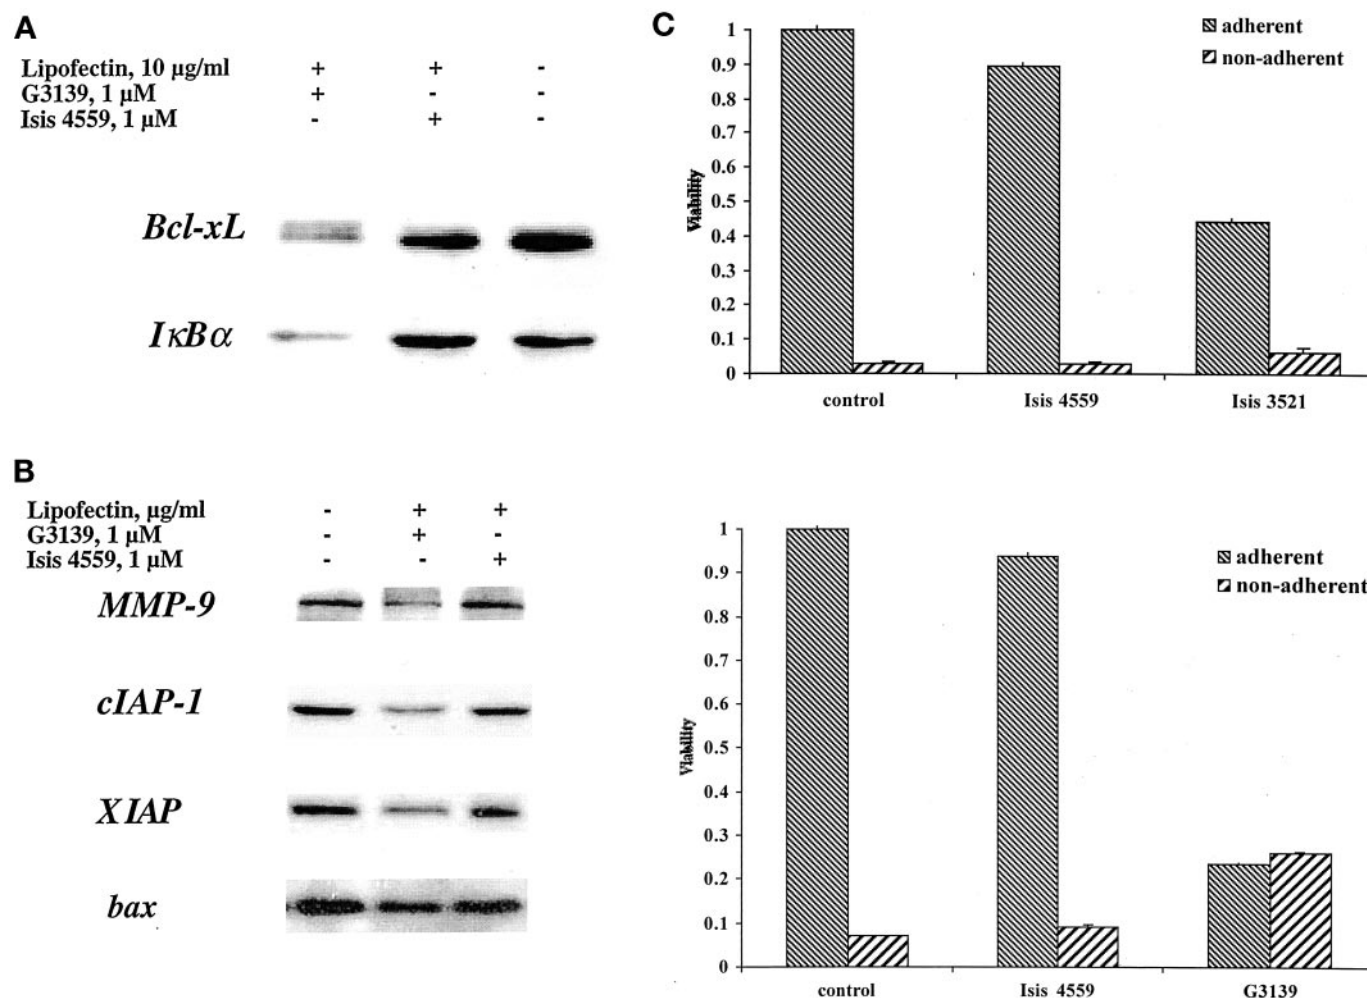 A
Lipofectin, 10 µg/ml + + -
G3139, 1 µM + - -
Isis 4559, 1 µM - + -
Bcl-xL
IκBα
B
Lipofectin, µg/ml - + +
G3139, 1 µM - + -
Isis 4559, 1 µM - - +
MMP-9
cIAP-1
XIAP
bax
C
adherent
non-adherent
Viability
1
0.9
0.8
0.7
0.6
0.5
0.4
0.3
0.2
0.1
0
control Isis 4559 Isis 3521
adherent
non-adherent
Viability
1
0.9
0.8
0.7
0.6
0.5
0.4
0.3
0.2
0.1
0
control Isis 4559 G3139